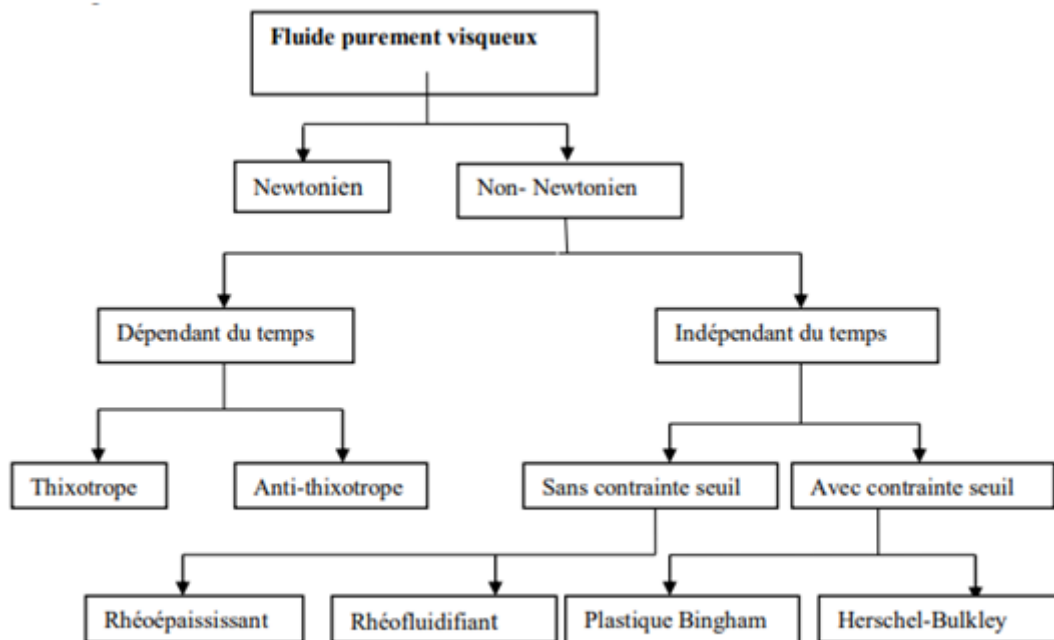 Fluide purement visqueux
Newtonien
Non- Newtonien
Dépendant du temps
Indépendant du temps
Thixotrope
Anti-thixotrope
Sans contrainte seuil
Avec contrainte seuil
Rhéoépaississant
Rhéofluidifiant
Plastique Bingham
Herschel-Bulkley